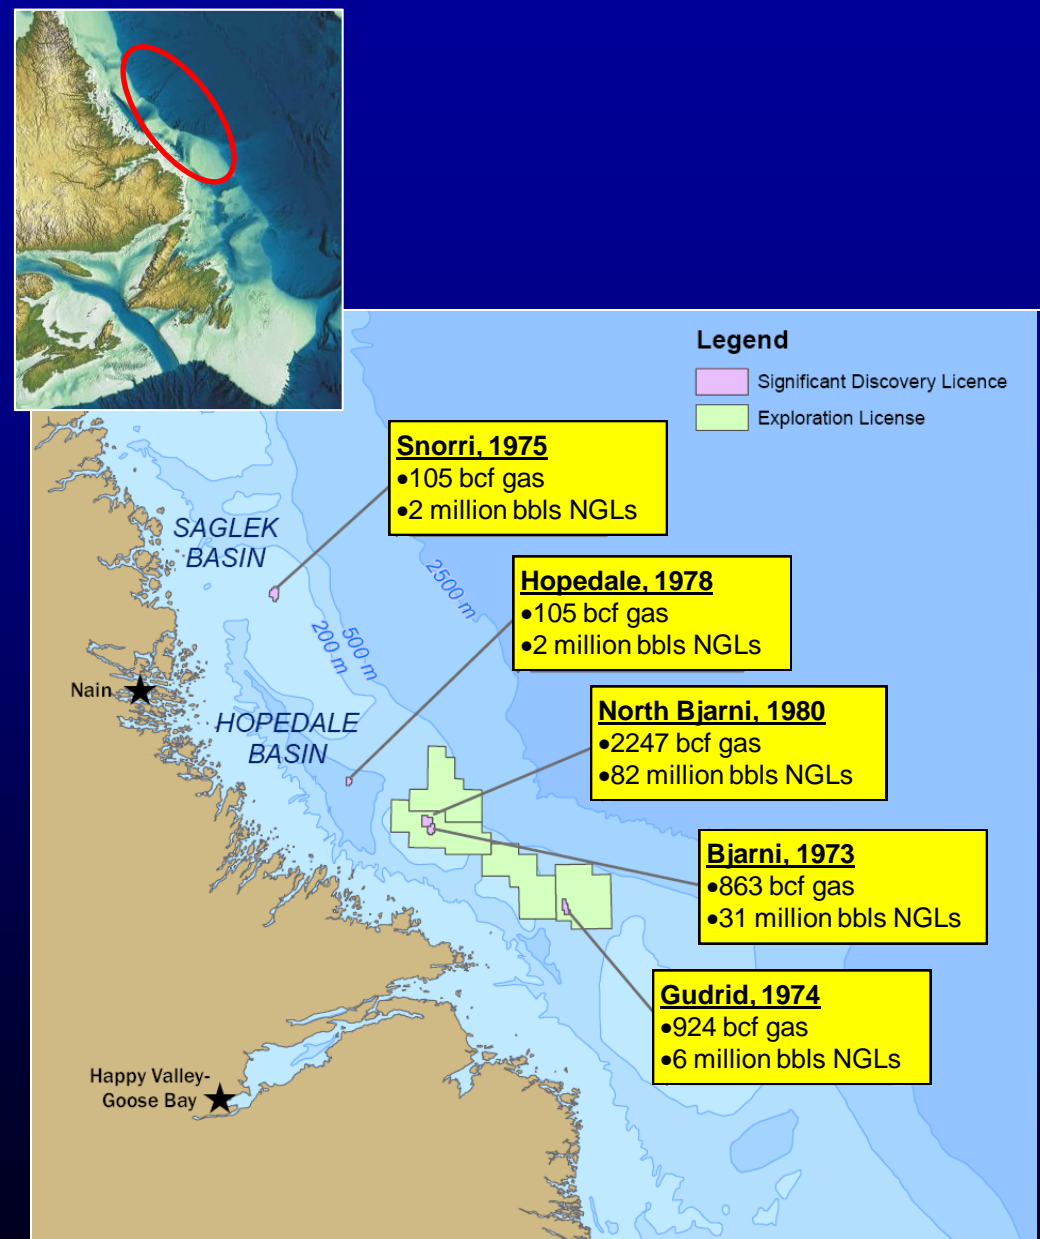 Legend
Significant Discovery Licence
Exploration License
Snorri, 1975
•105 bcf gas
•2 million bbls NGLs
SAGLEK
BASIN
2500 m
Hopedale, 1978
•105 bcf gas
•2 million bbls NGLs
500 m
200 m
Nain
HOPEDALE
BASIN
North Bjarni, 1980
•2247 bcf gas
•82 million bbls NGLs
Bjarni, 1973
•863 bcf gas
•31 million bbls NGLs
Gudrid, 1974
•924 bcf gas
•6 million bbls NGLs
Happy Valley-
Goose Bay